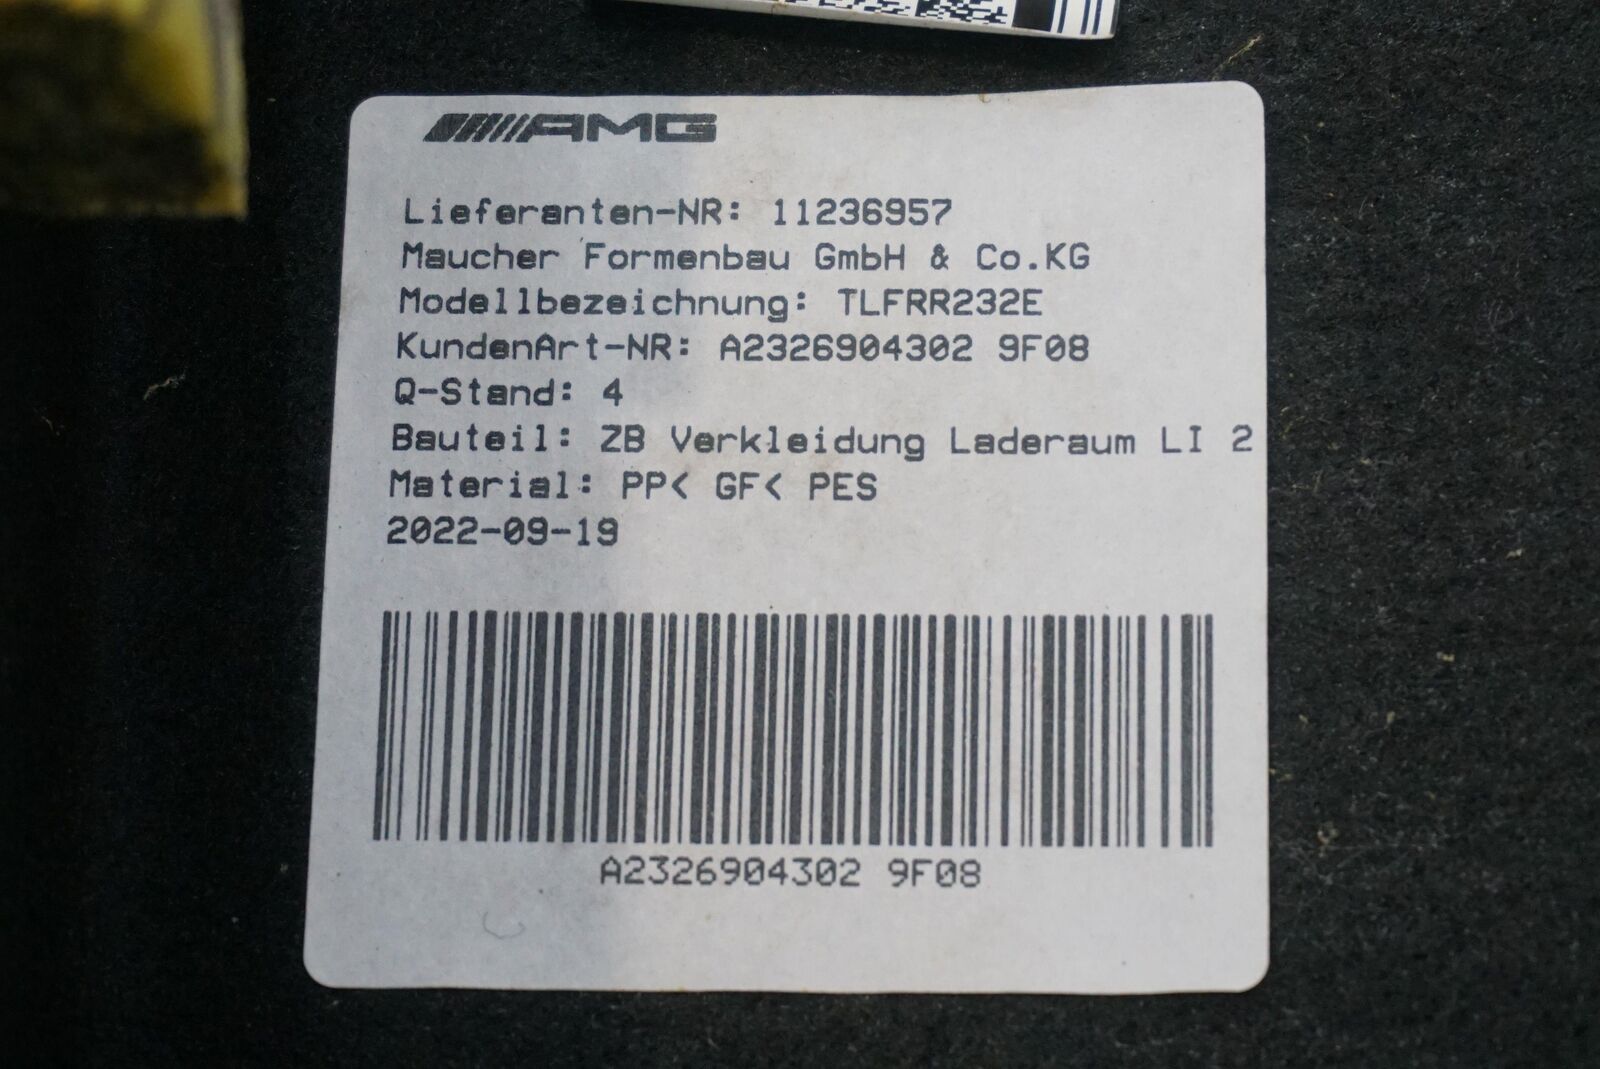 AMG
Lieferanten-NR: 11236957
Maucher Formenbau GmbH & Co.KG
Modellbezeichnung: TLFRR232E
KundenArt-NR: A2326904302 9F08
Q-Stand: 4
Bauteil: ZB Verkleidung Laderaum LI 2
Material: PP< GF< PES
2022-09-19
A2326904302 9F08